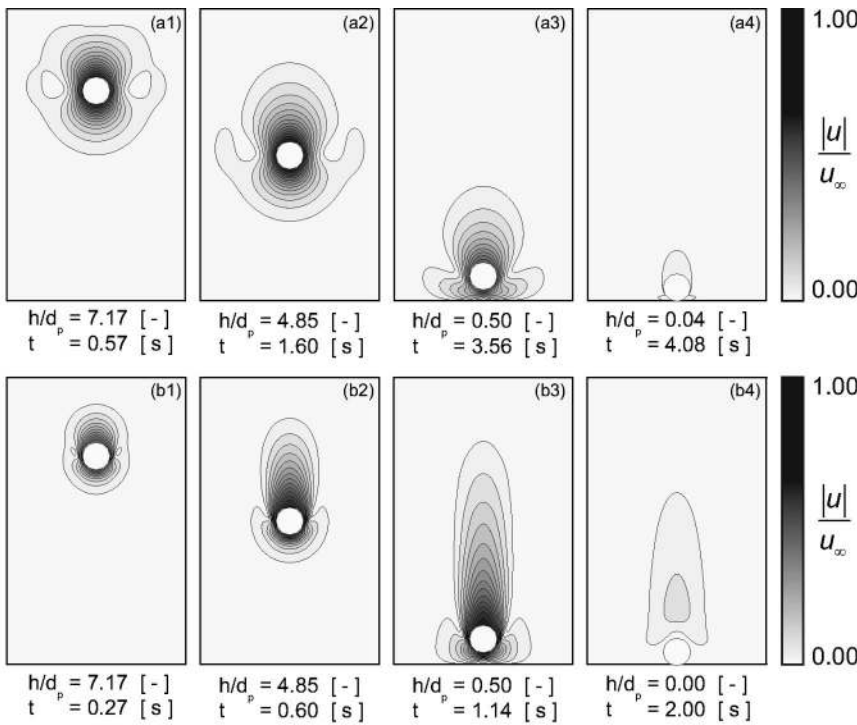 (a1) (a2) (a3) (a4) 1.00
|u|
u∞
0.00
h/dp = 7.17 [-] h/dp = 4.85 [-] h/dp = 0.50 [-] h/dp = 0.04 [-]
t = 0.57 [s] t = 1.60 [s] t = 3.56 [s] t = 4.08 [s]
(b1) (b2) (b3) (b4) 1.00
|u|
u∞
0.00
h/dp = 7.17 [-] h/dp = 4.85 [-] h/dp = 0.50 [-] h/dp = 0.00 [-]
t = 0.27 [s] t = 0.60 [s] t = 1.14 [s] t = 2.00 [s]